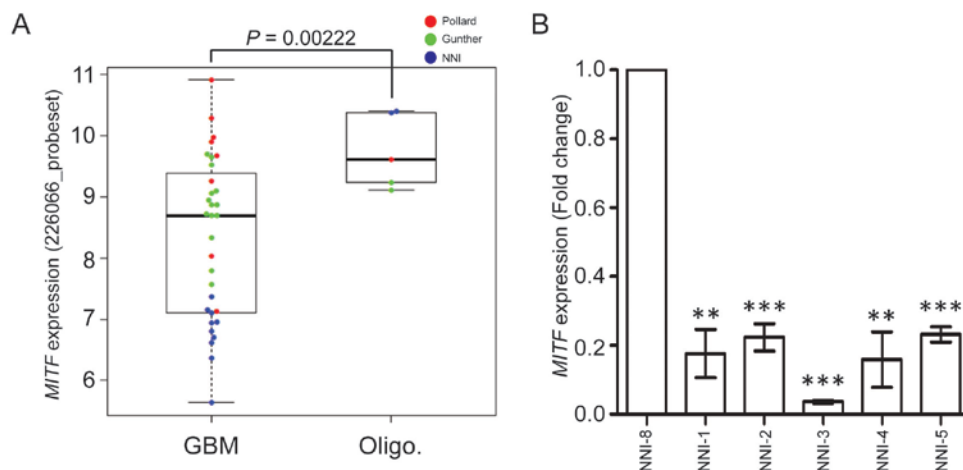 A
Pollard
Gunther
NNI
P = 0.00222
MITF expression (226066_probeset)
11
10
9
8
7
6
GBM
Oligo.
B
MITF expression (Fold change)
1.0
0.8
0.6
0.4
0.2
0.0
**
***
***
**
***
NNI-8
NNI-1
NNI-2
NNI-3
NNI-4
NNI-5